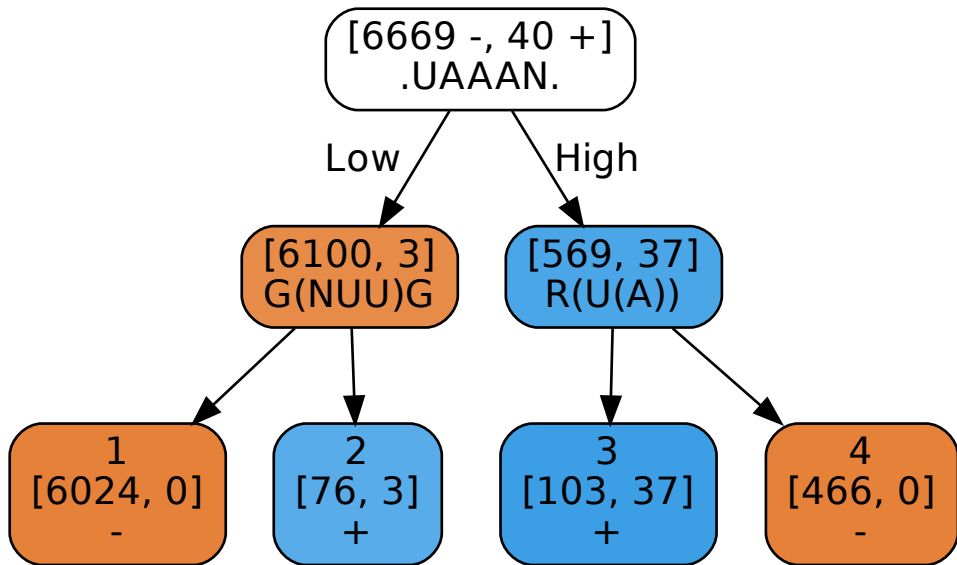 [6669 -, 40 +]
.UAAAN.
Low
High
[6100, 3]
G(NUU)G
[569, 37]
R(U(A))
1
[6024, 0]
-
2
[76, 3]
+
3
[103, 37]
+
4
[466, 0]
-